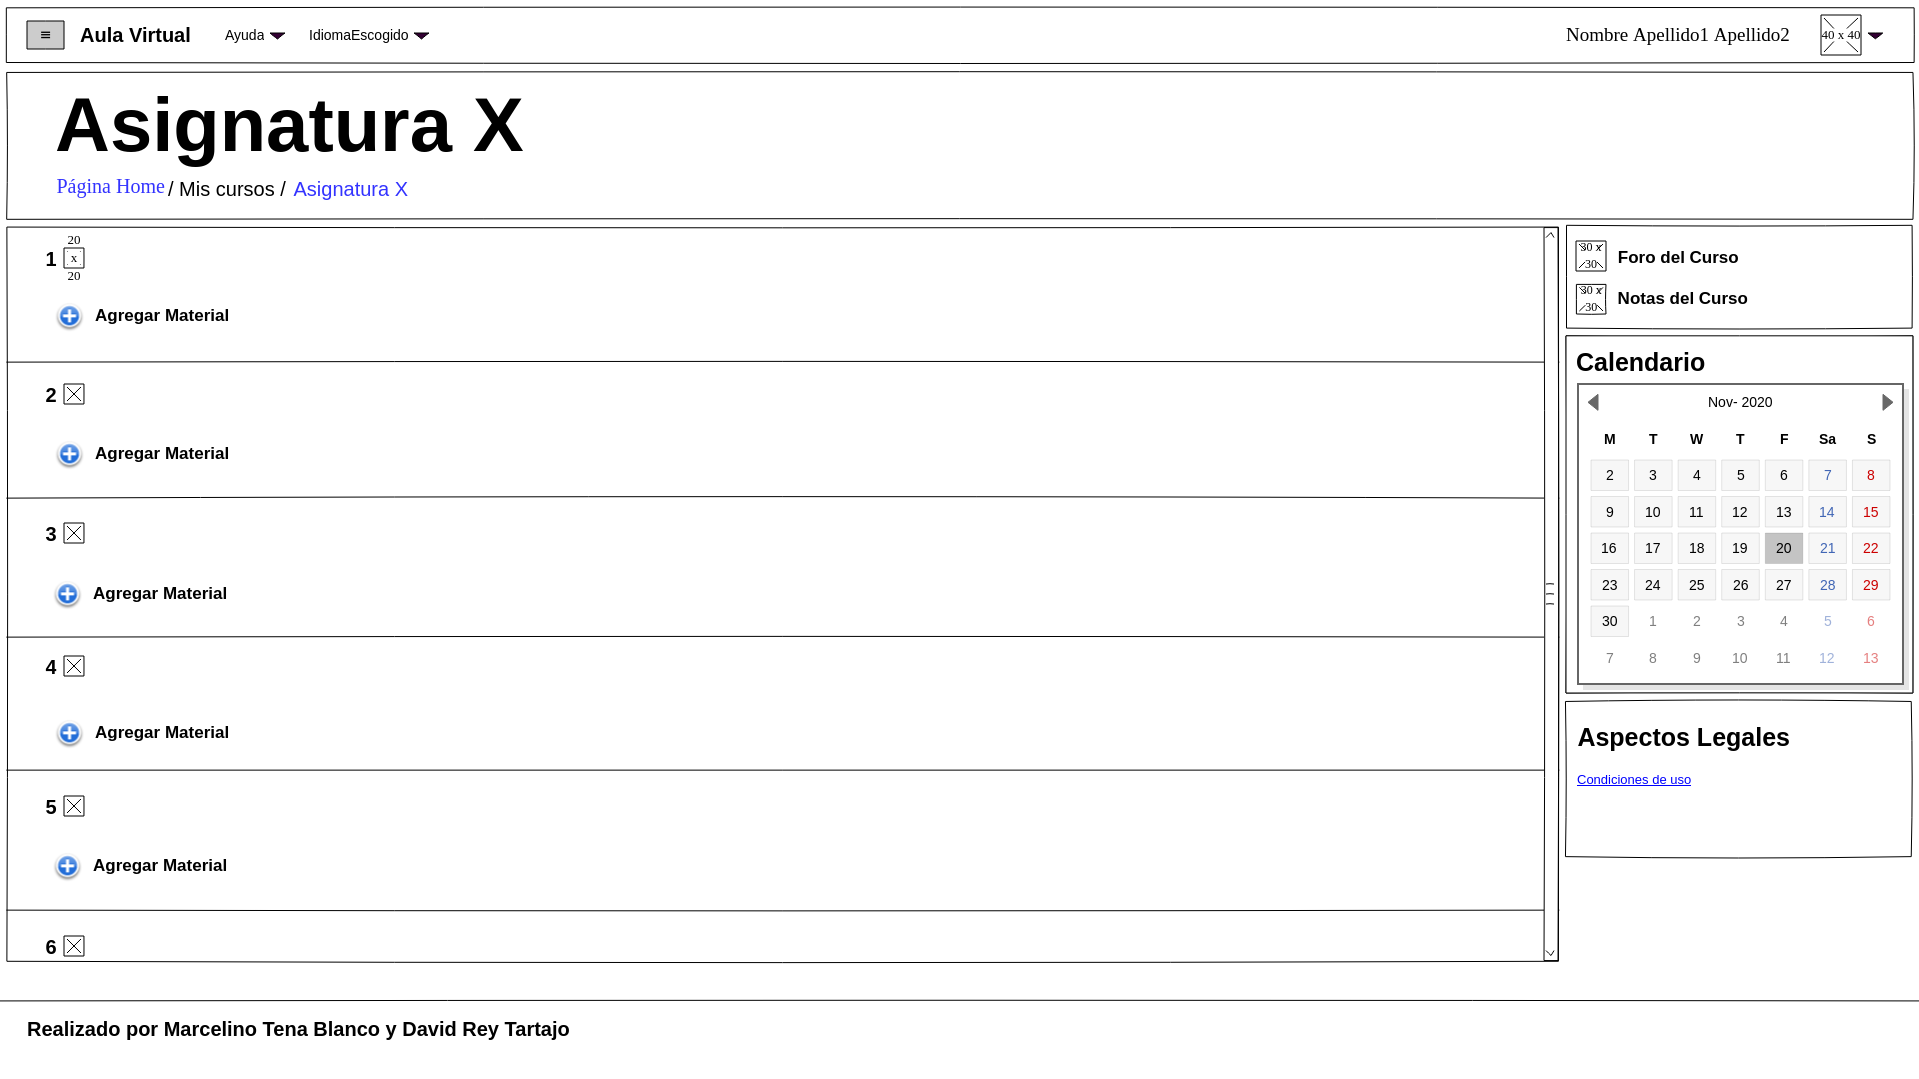 ≡ Aula Virtual Ayuda IdiomaEscogido Nombre Apellido1 Apellido2 40 x 40
Asignatura X
Página Home / Mis cursos / Asignatura X
20
1 x
20
Agregar Material
2
Agregar Material
3
Agregar Material
4
Agregar Material
5
Agregar Material
6
30 x
30
Foro del Curso
30 x
30
Notas del Curso
Calendario
Nov- 2020
M T W T F Sa S
2 3 4 5 6 7 8
9 10 11 12 13 14 15
16 17 18 19 20 21 22
23 24 25 26 27 28 29
30 1 2 3 4 5 6
7 8 9 10 11 12 13
Aspectos Legales
Condiciones de uso
Realizado por Marcelino Tena Blanco y David Rey Tartajo